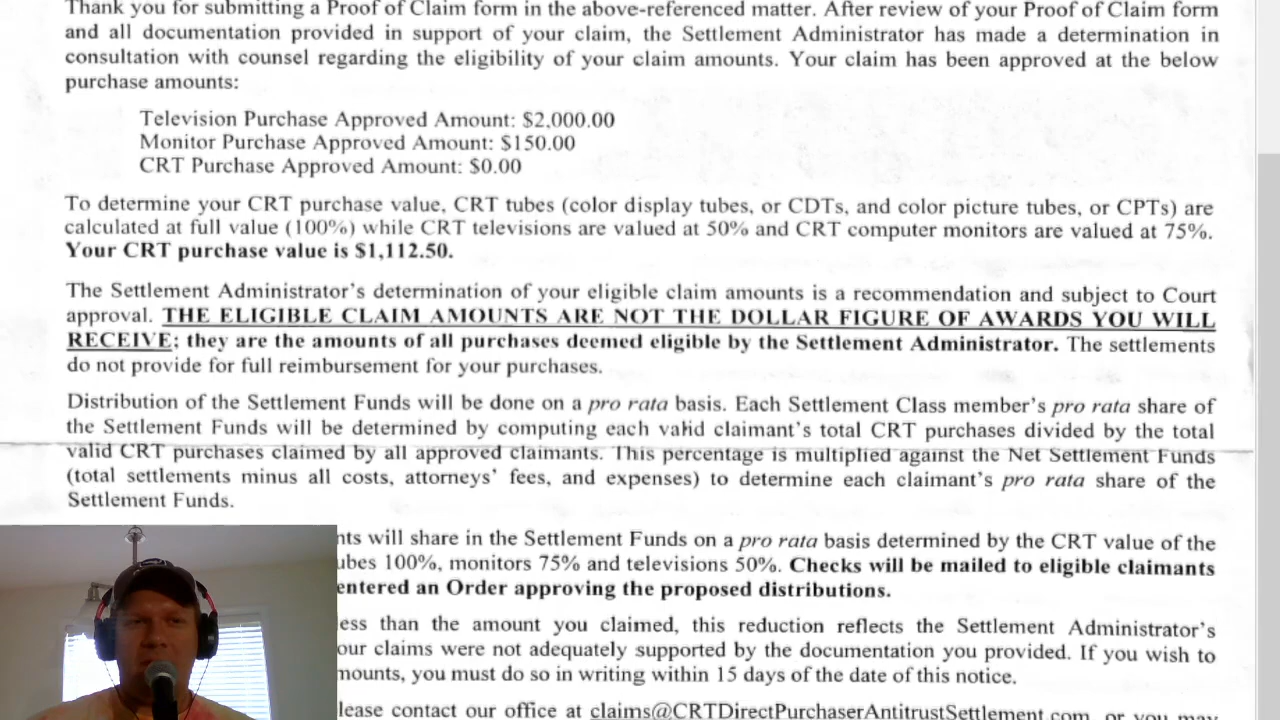 Thank you for submitting a Proof of Claim form in the above-referenced matter. After review of your Proof of Claim form
and all documentation provided in support of your claim, the Settlement Administrator has made a determination in
consultation with counsel regarding the eligibility of your claim amounts. Your claim has been approved at the below
purchase amounts:
Television Purchase Approved Amount: $2,000.00
Monitor Purchase Approved Amount: $150.00
CRT Purchase Approved Amount: $0.00
To determine your CRT purchase value, CRT tubes (color display tubes, or CDTs, and color picture tubes, or CPTs) are
calculated at full value (100%) while CRT televisions are valued at 50% and CRT computer monitors are valued at 75%.
Your CRT purchase value is $1,112.50.
The Settlement Administrator's determination of your eligible claim amounts is a recommendation and subject to Court
approval. THE ELIGIBLE CLAIM AMOUNTS ARE NOT THE DOLLAR FIGURE OF AWARDS YOU WILL
RECEIVE; they are the amounts of all purchases deemed eligible by the Settlement Administrator. The settlements
do not provide for full reimbursement for your purchases.
Distribution of the Settlement Funds will be done on a pro rata basis. Each Settlement Class member's pro rata share of
the Settlement Funds will be determined by computing each valid claimant's total CRT purchases divided by the total
valid CRT purchases claimed by all approved claimants. This percentage is multiplied against the Net Settlement Funds
(total settlements minus all costs, attorneys' fees, and expenses) to determine each claimant's pro rata share of the
Settlement Funds.
nts will share in the Settlement Funds on a pro rata basis determined by the CRT value of the
ubes 100%, monitors 75% and televisions 50%. Checks will be mailed to eligible claimants
entered an Order approving the proposed distributions.
ess than the amount you claimed, this reduction reflects the Settlement Administrator's
our claims were not adequately supported by the documentation you provided. If you wish to
mounts, you must do so in writing within 15 days of the date of this notice.
lease contact our office at claims@CRTDirectPurchaserAntitrustSettlement.com, or you may